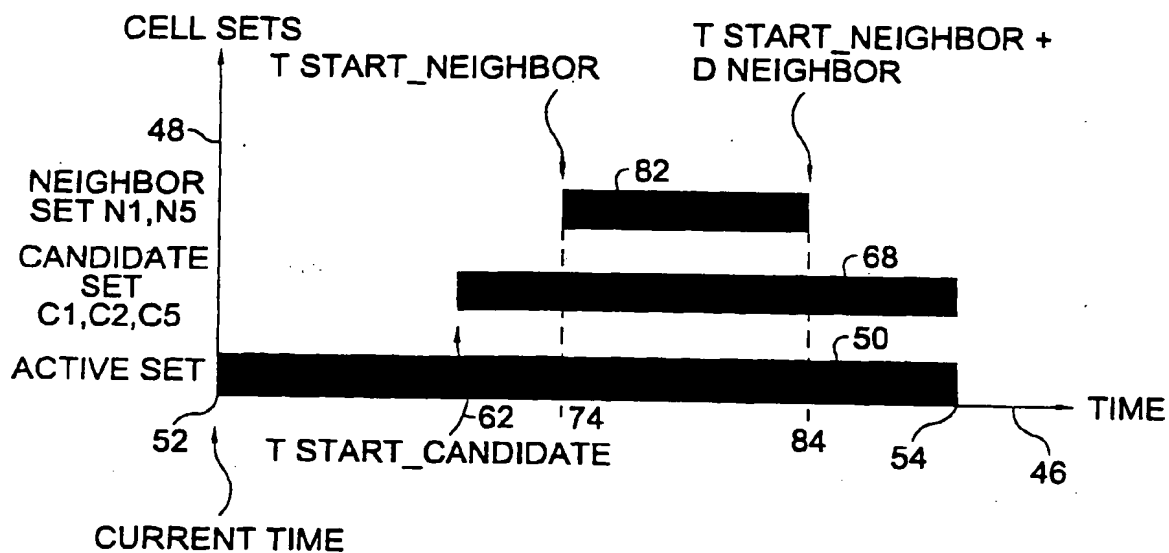 CELL SETS
T START_NEIGHBOR
T START_NEIGHBOR +
D NEIGHBOR
48
NEIGHBOR
SET N1,N5
82
CANDIDATE
SET
C1,C2,C5
68
ACTIVE SET
50
TIME
52
62
74
84
54
46
T START_CANDIDATE
CURRENT TIME